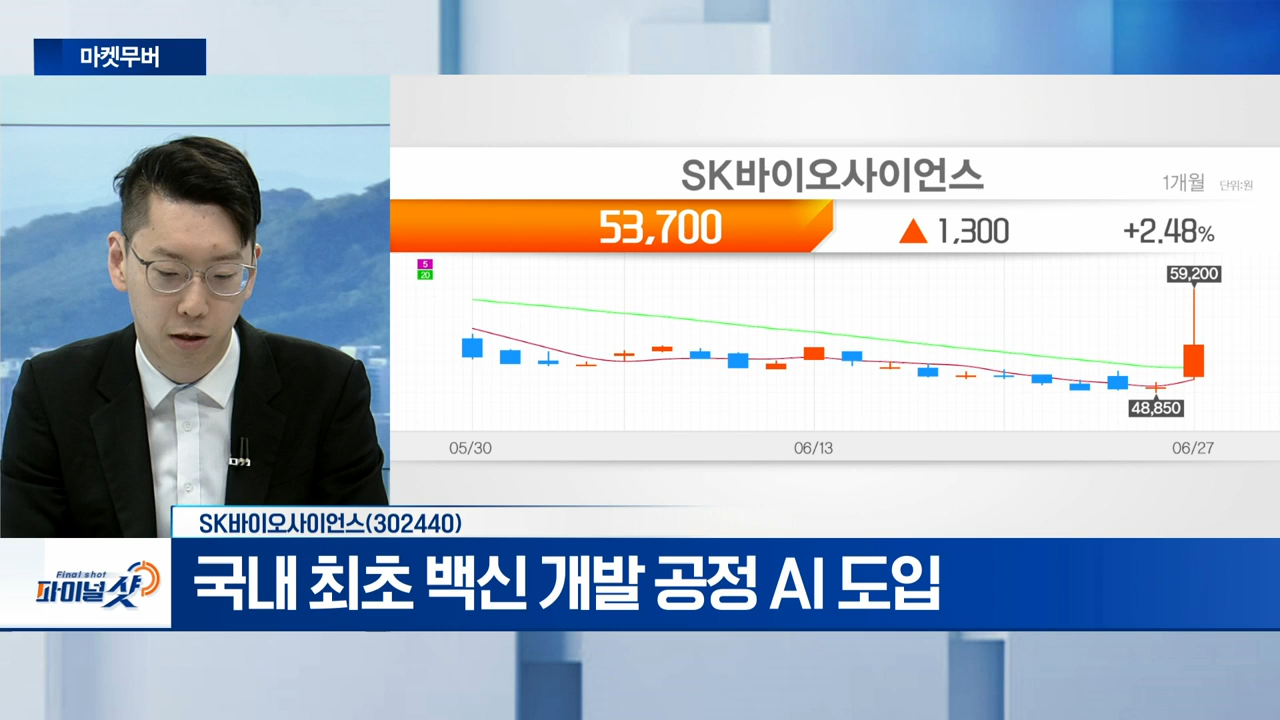 마켓무버
SK바이오사이언스
1개월 단위:원
53,700 ▲ 1,300 +2.48%
5
20
59,200
48,850
05/30 06/13 06/27
SK바이오사이언스(302440)
Final shot
파이널샷
국내 최초 백신 개발 공정 AI 도입